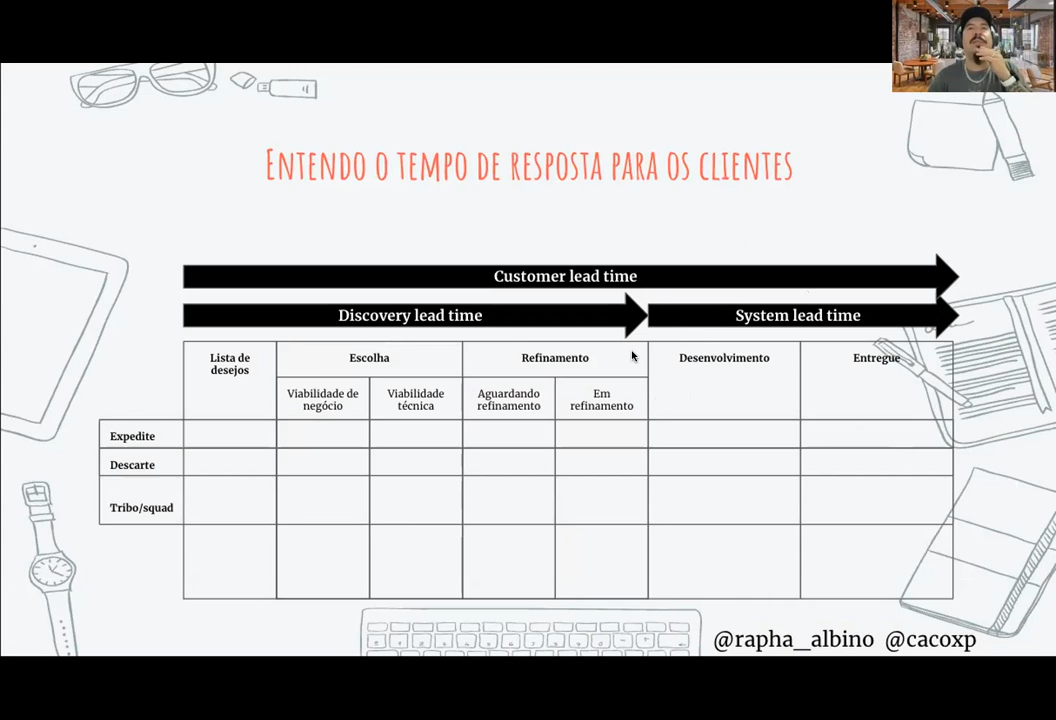 Entendo o tempo de resposta para os clientes
Customer lead time
Discovery lead time
System lead time
Lista de
desejos
Escolha
Refinamento
Desenvolvimento
Entregue
Viabilidade de
negócio
Viabilidade
técnica
Aguardando
refinamento
Em
refinamento
Expedite
Descarte
Tribo/squad
@rapha_albino @cacoxp